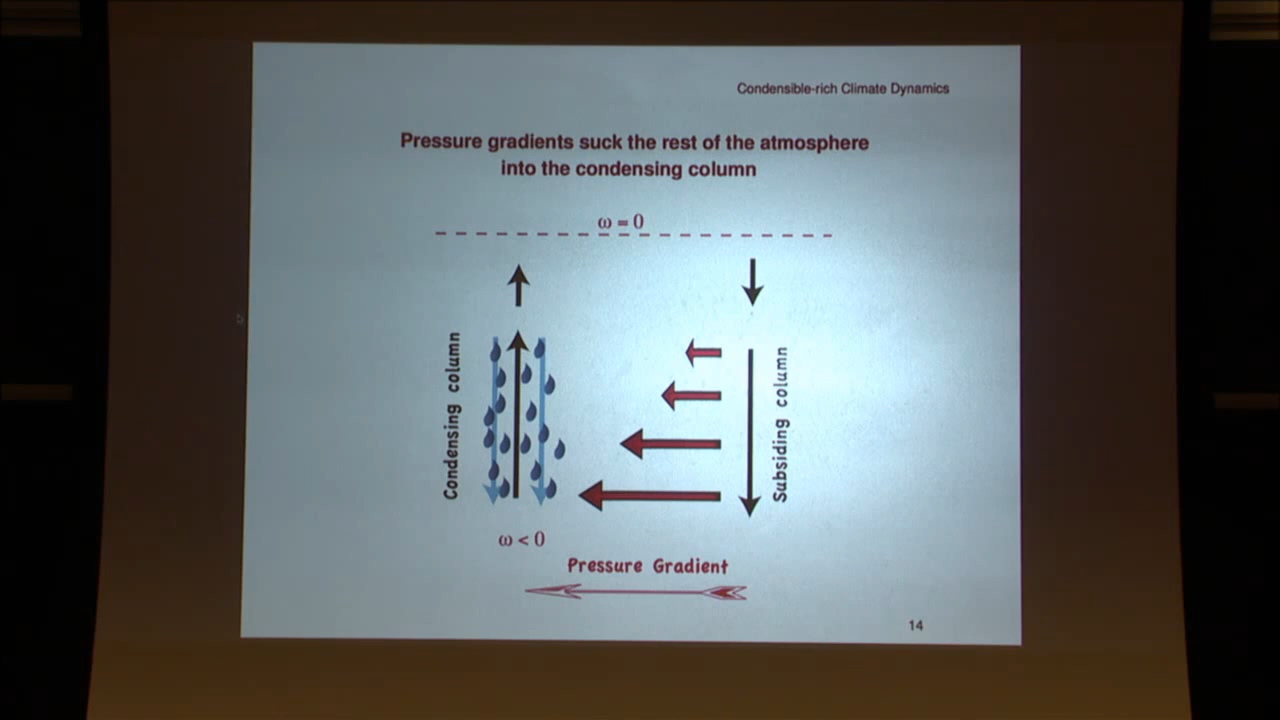 Condensible-rich Climate Dynamics
Pressure gradients suck the rest of the atmosphere
into the condensing column
ω = 0
Condensing column
Subsiding column
ω < 0
Pressure Gradient
14